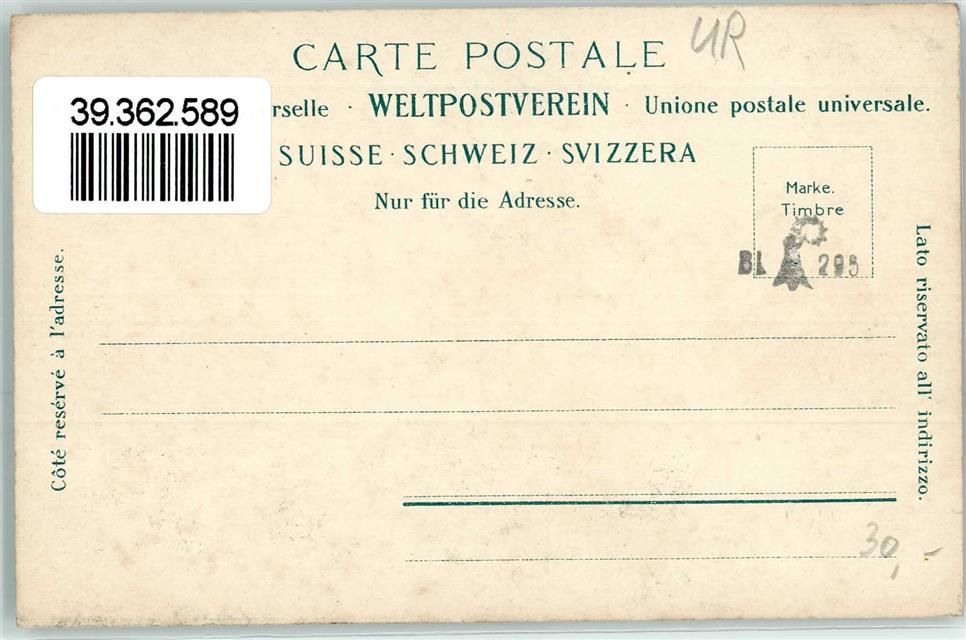 CARTE POSTALE
UR
39.362.589
rselle · WELTPOSTVEREIN · Unione postale universale.
SUISSE · SCHWEIZ · SVIZZERA
Nur für die Adresse.
Marke.
Timbre
BL 295
Côté resérvé à l'adresse.
Lato riservato all' indirizzo.
30,-